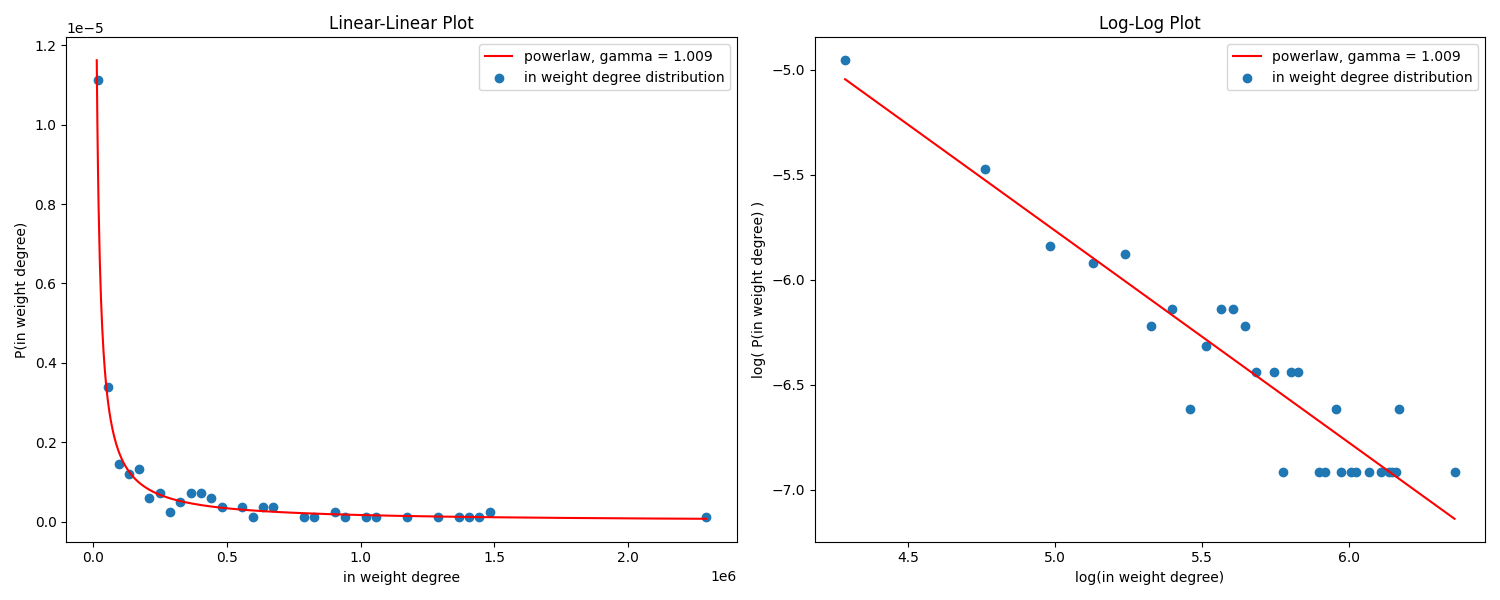 Linear-Linear Plot
1e−5
powerlaw, gamma = 1.009
in weight degree distribution
1.2
1.0
0.8
0.6
0.4
0.2
0.0
P(in weight degree)
0.0 0.5 1.0 1.5 2.0
1e6
in weight degree
Log-Log Plot
powerlaw, gamma = 1.009
in weight degree distribution
−5.0
−5.5
−6.0
−6.5
−7.0
log( P(in weight degree) )
4.5 5.0 5.5 6.0
log(in weight degree)